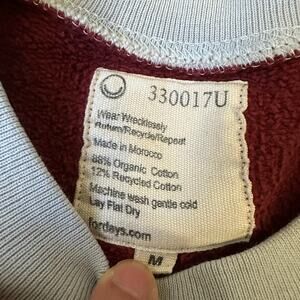 330017U
Wear Wrecklessly
Return/Recycle/Repeat
Made in Morocco
88% Organic Cotton
12% Recycled Cotton
Machine wash gentle cold
Lay Flat Dry
fordays.com
M